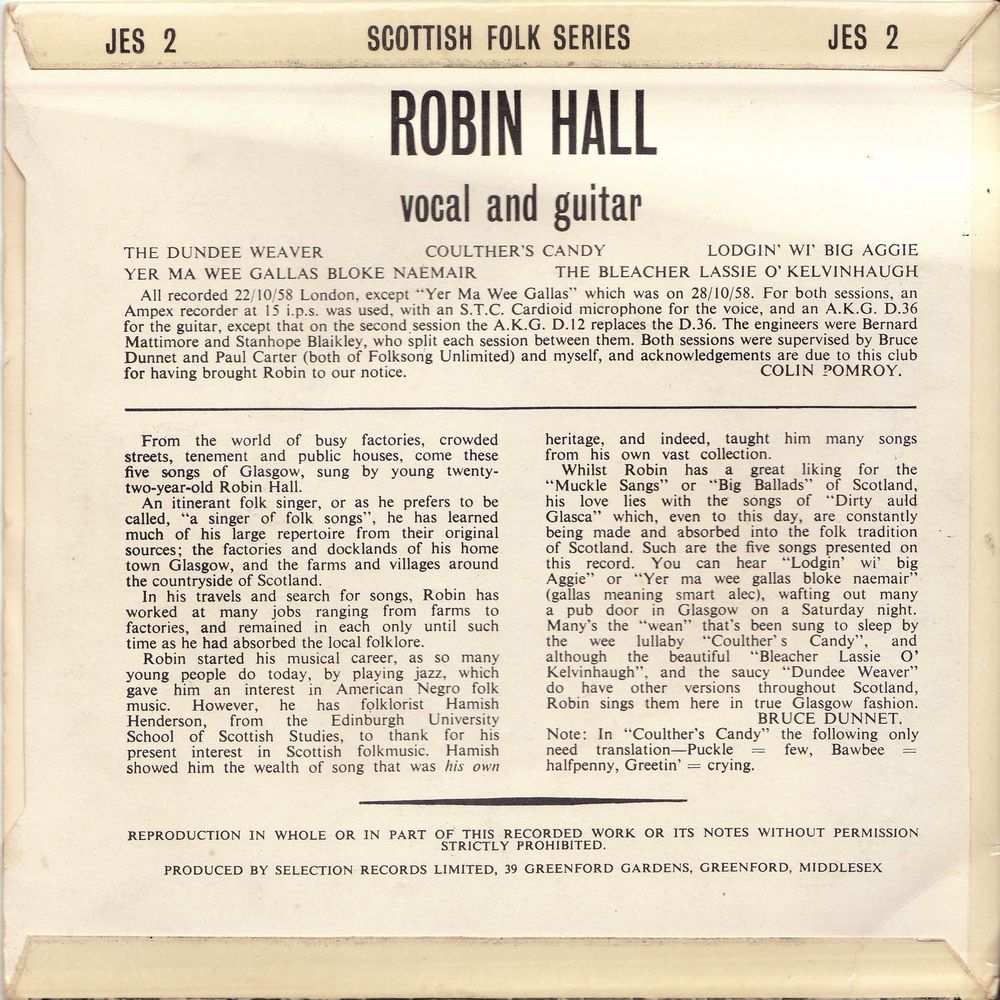 JES 2 SCOTTISH FOLK SERIES JES 2
ROBIN HALL
vocal and guitar
THE DUNDEE WEAVER COULTHER'S CANDY LODGIN' WI' BIG AGGIE
YER MA WEE GALLAS BLOKE NAEMAIR THE BLEACHER LASSIE O' KELVINHAUGH
All recorded 22/10/58 London, except "Yer Ma Wee Gallas" which was on 28/10/58. For both sessions, an
Ampex recorder at 15 i.p.s. was used, with an S.T.C. Cardioid microphone for the voice, and an A.K.G. D.36
for the guitar, except that on the second session the A.K.G. D.12 replaces the D.36. The engineers were Bernard
Mattimore and Stanhope Blaikley, who split each session between them. Both sessions were supervised by Bruce
Dunnet and Paul Carter (both of Folksong Unlimited) and myself, and acknowledgements are due to this club
for having brought Robin to our notice. COLIN POMROY.
From the world of busy factories, crowded
streets, tenement and public houses, come these
five songs of Glasgow, sung by young twenty-
two-year-old Robin Hall.
An itinerant folk singer, or as he prefers to be
called, "a singer of folk songs", he has learned
much of his large repertoire from their original
sources; the factories and docklands of his home
town Glasgow, and the farms and villages around
the countryside of Scotland.
In his travels and search for songs, Robin has
worked at many jobs ranging from farms to
factories, and remained in each only until such
time as he had absorbed the local folklore.
Robin started his musical career, as so many
young people do today, by playing jazz, which
gave him an interest in American Negro folk
music. However, he has folklorist Hamish
Henderson, from the Edinburgh University
School of Scottish Studies, to thank for his
present interest in Scottish folkmusic. Hamish
showed him the wealth of song that was his own
heritage, and indeed, taught him many songs
from his own vast collection.
Whilst Robin has a great liking for the
"Muckle Sangs" or "Big Ballads" of Scotland,
his love lies with the songs of "Dirty auld
Glasca" which, even to this day, are constantly
being made and absorbed into the folk tradition
of Scotland. Such are the five songs presented on
this record. You can hear "Lodgin' wi' big
Aggie" or "Yer ma wee gallas bloke naemair"
(gallas meaning smart alec), wafting out many
a pub door in Glasgow on a Saturday night.
Many's the "wean" that's been sung to sleep by
the wee lullaby "Coulther's Candy", and
although the beautiful "Bleacher Lassie O'
Kelvinhaugh", and the saucy "Dundee Weaver"
do have other versions throughout Scotland,
Robin sings them here in true Glasgow fashion.
BRUCE DUNNET.
Note: In "Coulther's Candy" the following only
need translation—Puckle = few, Bawbee =
halfpenny, Greetin' = crying.
REPRODUCTION IN WHOLE OR IN PART OF THIS RECORDED WORK OR ITS NOTES WITHOUT PERMISSION
STRICTLY PROHIBITED.
PRODUCED BY SELECTION RECORDS LIMITED, 39 GREENFORD GARDENS, GREENFORD, MIDDLESEX